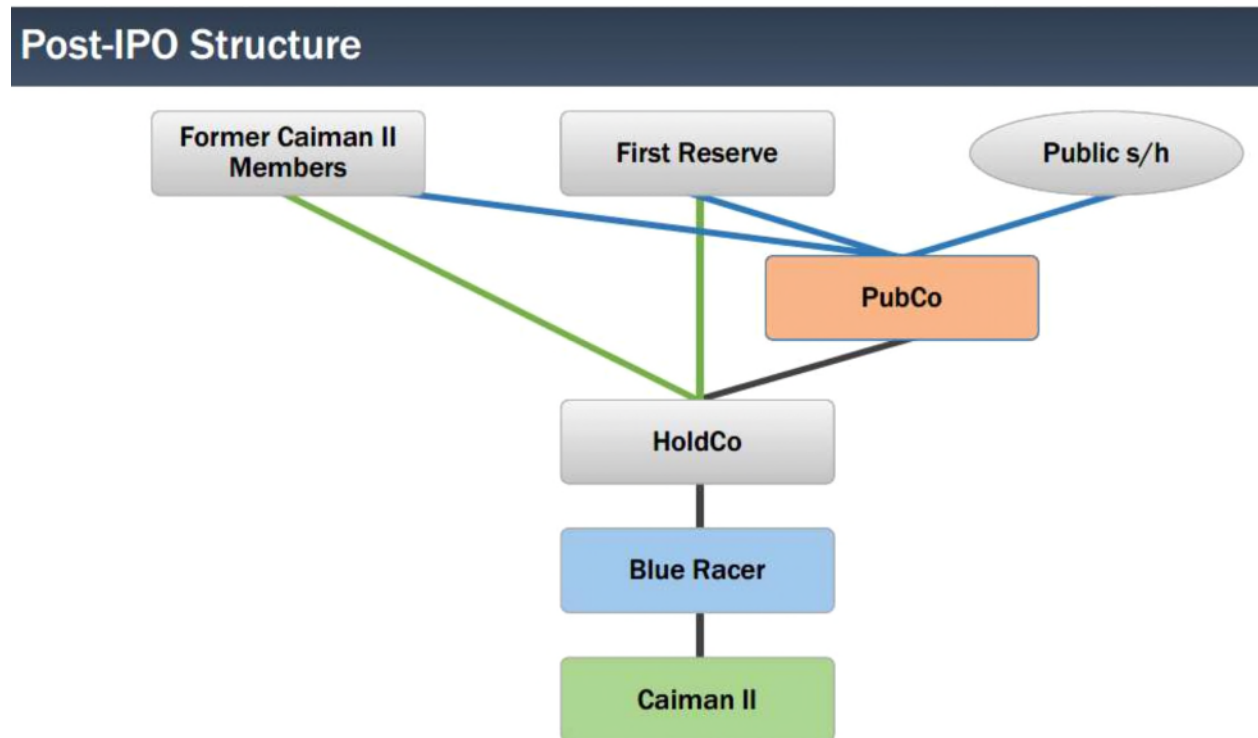 Post-IPO Structure
Former Caiman II
Members
First Reserve
Public s/h
PubCo
HoldCo
Blue Racer
Caiman II